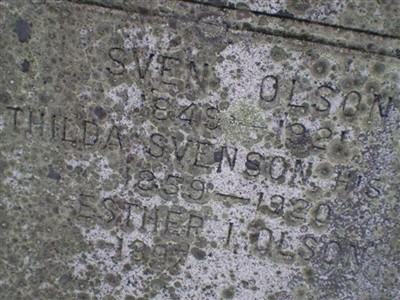 SVEN OLSON
THILDA SVENSON, HIS
1859 — 1920
ESTHER I. OLSON